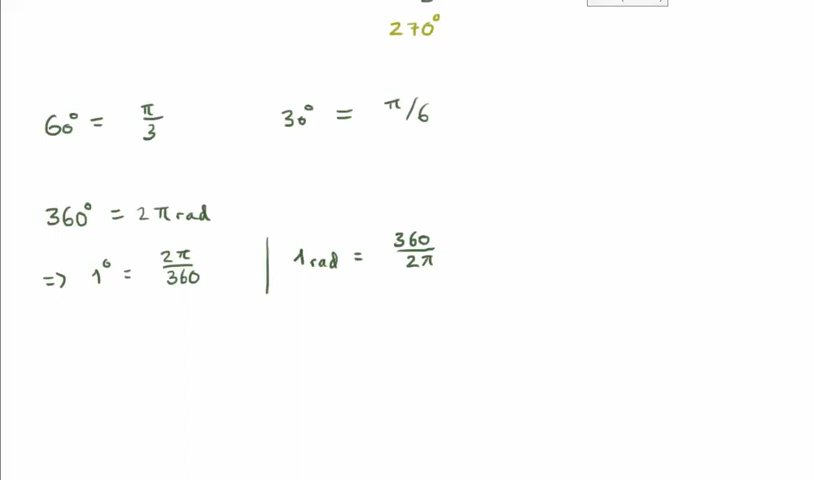 270°
60° = π/3    30° = π/6
360° = 2π rad
=> 1° = 2π/360 | 1 rad = 360/2π